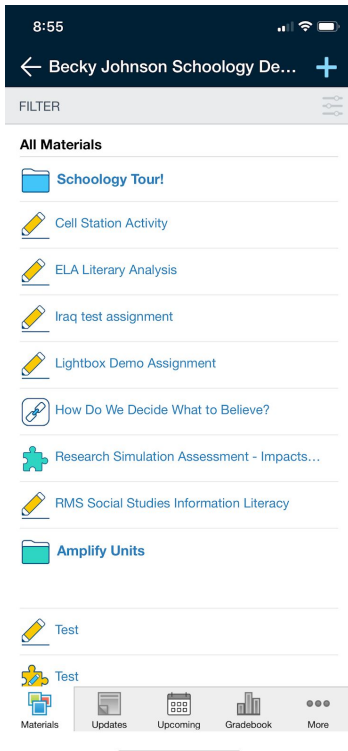 8:55
Becky Johnson Schoology De...
FILTER
All Materials
Schoology Tour!
Cell Station Activity
ELA Literary Analysis
Iraq test assignment
Lightbox Demo Assignment
How Do We Decide What to Believe?
Research Simulation Assessment - Impacts...
RMS Social Studies Information Literacy
Amplify Units
Test
Test
Materials Updates Upcoming Gradebook More